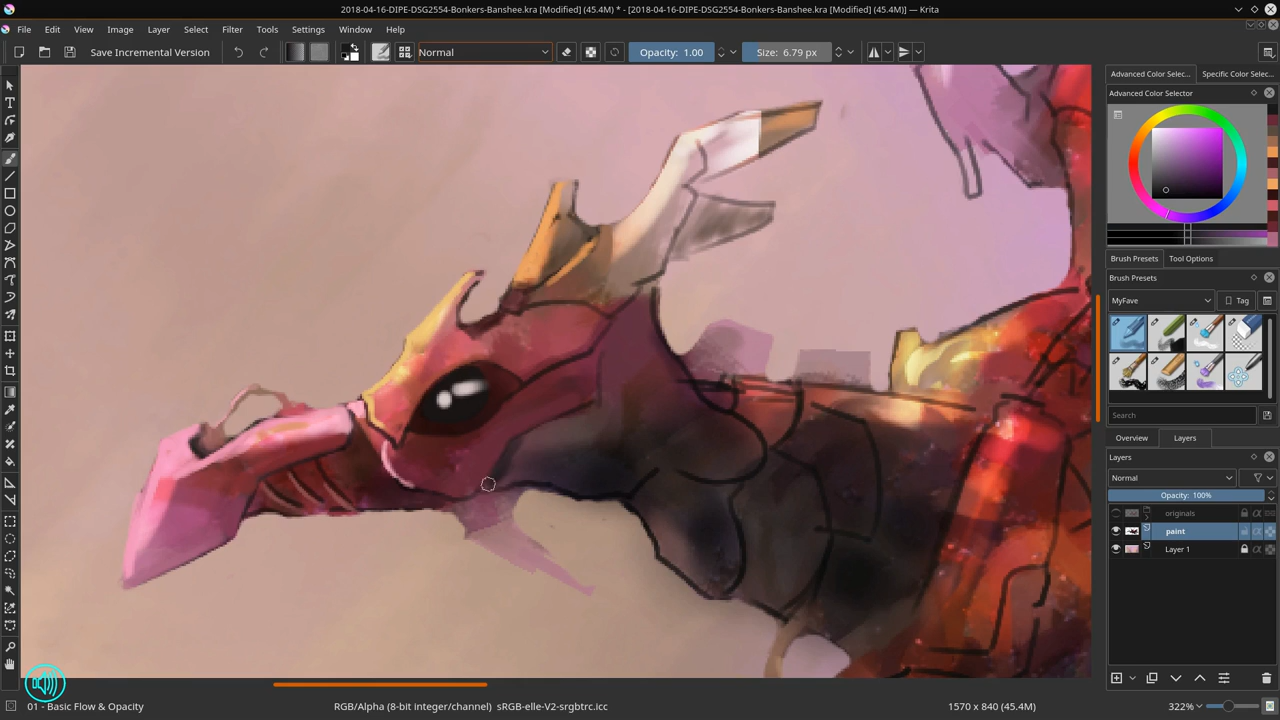 2018-04-16-DIPE-DSG2554-Bonkers-Banshee.kra [Modified] (45.4M) * - [2018-04-16-DIPE-DSG2554-Bonkers-Banshee.kra [Modified] (45.4M)] — Krita
File Edit View Image Layer Select Filter Tools Settings Window Help
Save Incremental Version Normal Opacity: 1.00 Size: 6.79 px
Advanced Color Selec... Specific Color Selec...
Advanced Color Selector
Brush Presets Tool Options
Brush Presets
MyFave Tag
Search
Overview Layers
Layers
Normal
Opacity: 100%
originals
paint
Layer 1
01 - Basic Flow & Opacity RGB/Alpha (8-bit integer/channel) sRGB-elle-V2-srgbtrc.icc 1570 x 840 (45.4M) 322%